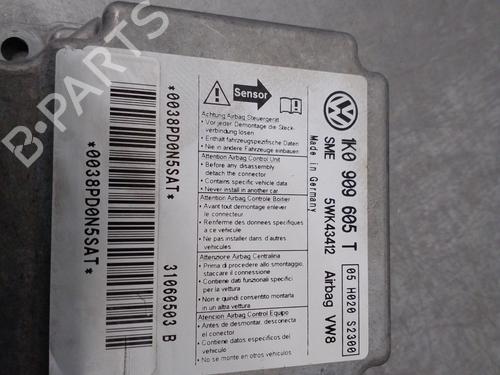 Sensor
Achtung Airbag Steuergerät
• Vor jeder Demontage die Steck-
verbindung lösen
• Enthält fahrzeugspezifische Daten
• Nie in andere Fahrzeuge einbauen
Attention Airbag Control Unit
• Before any disassembly
detach the connector
• Contains specific vehicle data
• Never install in another car
Attention Airbag Controle Boitier
• Avant tout demontage enlever
le connecteur
• Renferme des données specifiques
a ce vehicule
• Ne pas installer dans d'autres
vehicules
Attenzione Airbag Centralina
• Prima di procedere allo smontaggio,
staccare il connessione
• Contiene dati funzionali specifici
per la vettura
• Non e quindi consentito montarla
in un altra vettura
Atencion Airbag Control Equipo
• Antes de desmontar, desconecta
el conector
• Contiene datos especificos del
vehiculo
• No se monte en otros vehiculos
VW
1K0 909 605 T
SME 5WK43412 Airbag VW8
Made in Germany
05 H020 S2300
*0038PD0N5SAT*
*0038PD0N5SAT*
31000503 B
B-PARTS